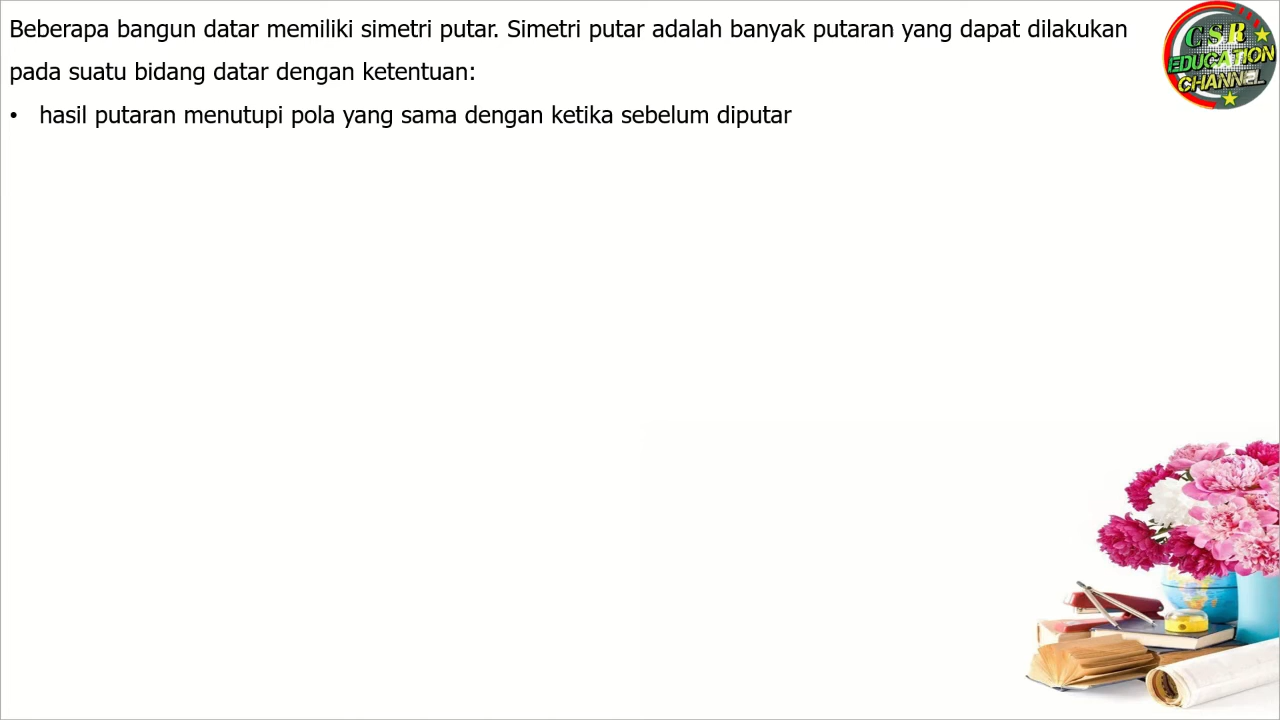 Beberapa bangun datar memiliki simetri putar. Simetri putar adalah banyak putaran yang dapat dilakukan
pada suatu bidang datar dengan ketentuan:
• hasil putaran menutupi pola yang sama dengan ketika sebelum diputar
CSR
EDUCATION
CHANNEL